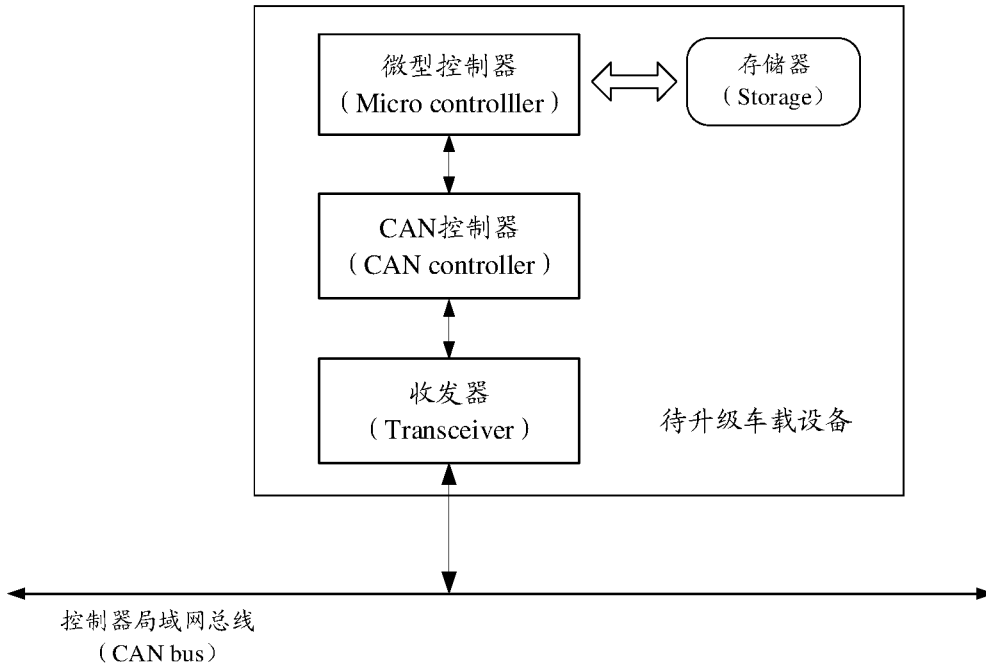 微型控制器
（Micro controlller）
存储器
（Storage）
CAN控制器
（CAN controller）
收发器
（Transceiver）
待升级车载设备
控制器局域网总线
（CAN bus）